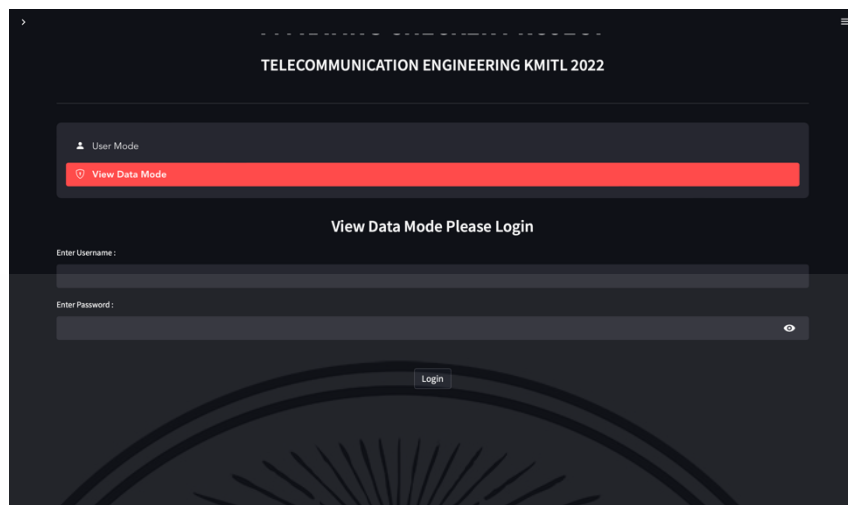 TELECOMMUNICATION ENGINEERING KMITL 2022
User Mode
View Data Mode
View Data Mode Please Login
Enter Username :
Enter Password :
Login